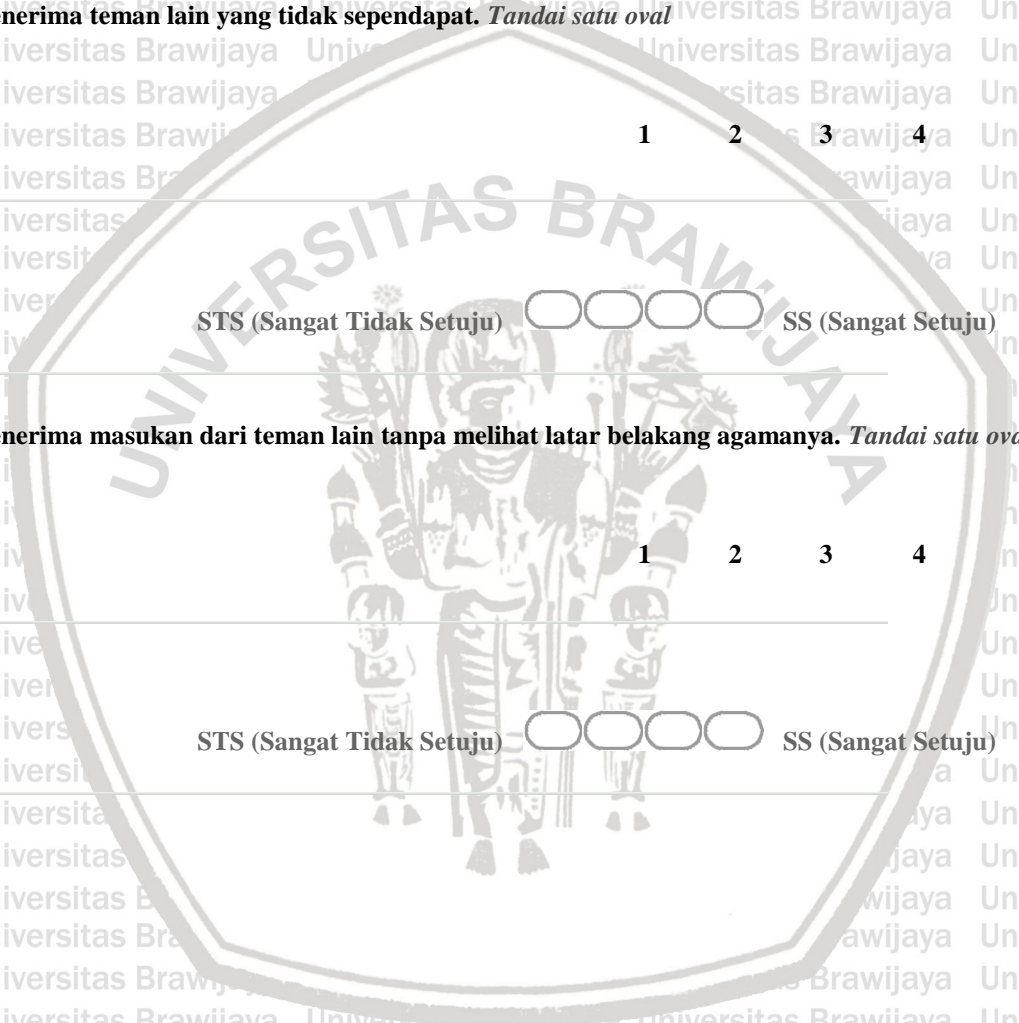 enerima teman lain yang tidak sependapat. Tandai satu oval
1 2 3 4
STS (Sangat Tidak Setuju) SS (Sangat Setuju)
enerima masukan dari teman lain tanpa melihat latar belakang agamanya. Tandai satu ova
1 2 3 4
STS (Sangat Tidak Setuju) SS (Sangat Setuju)
UNIVERSITAS BRAWIJAYA